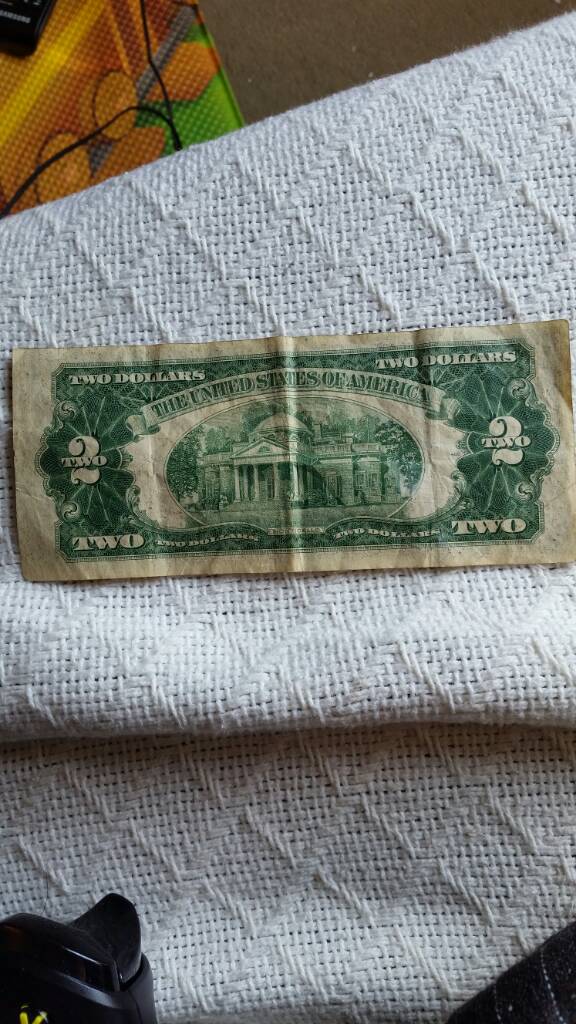 SAMSUNG
TWO DOLLARS
TWO DOLLARS
THE UNITED STATES OF AMERICA
2
TWO
2
TWO
TWO
TWO DOLLARS
TWO DOLLARS
TWO